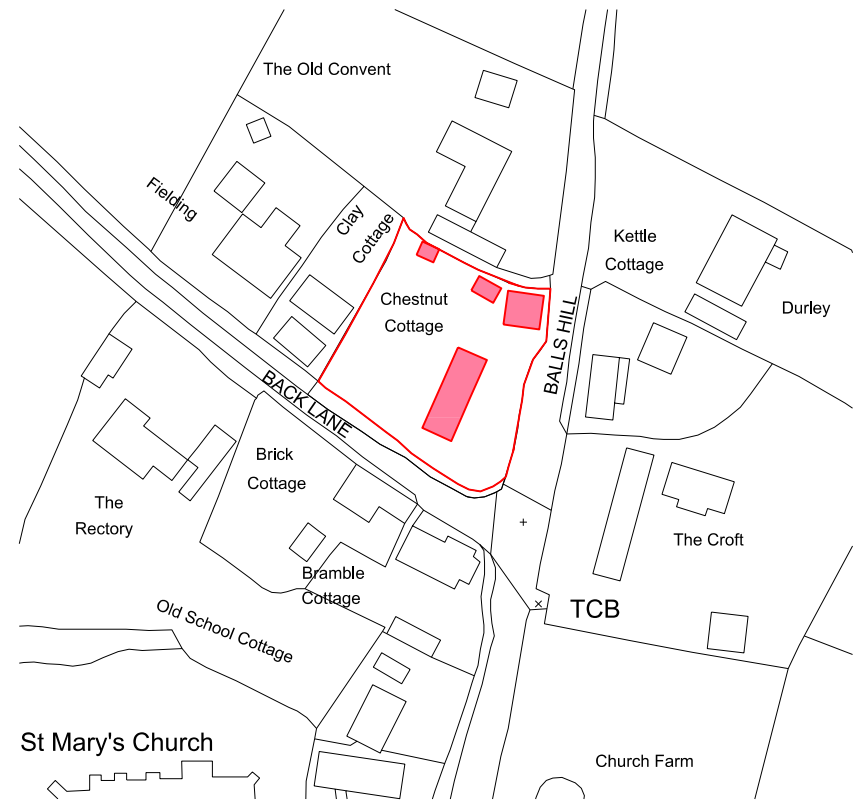 The Old Convent
Fielding
Clay
Cottage
Kettle
Cottage
Durley
Chestnut
Cottage
BALLS HILL
BACK LANE
Brick
Cottage
The
Rectory
The Croft
Bramble
Cottage
TCB
Old School Cottage
St Mary's Church
Church Farm